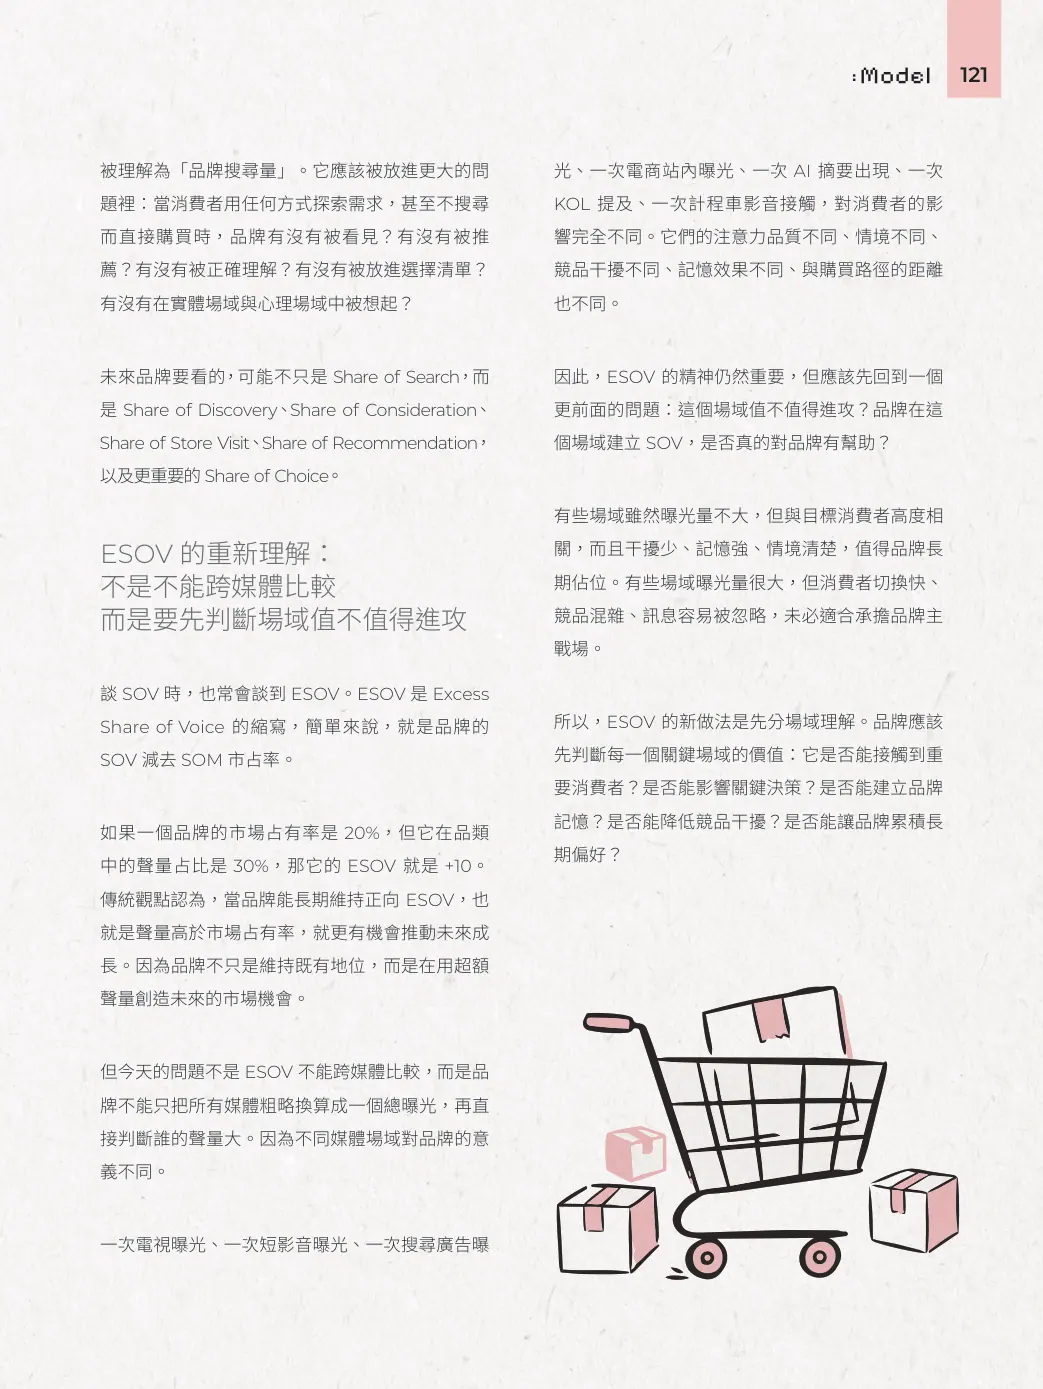 :Model
121
被理解為「品牌搜尋量」。它應該被放進更大的問
題裡：當消費者用任何方式探索需求，甚至不搜尋
而直接購買時，品牌有沒有被看見？有沒有被推
薦？有沒有被正確理解？有沒有被放進選擇清單？
有沒有在實體場域與心理場域中被想起？
未來品牌要看的，可能不只是 Share of Search，而
是 Share of Discovery、Share of Consideration、
Share of Store Visit、Share of Recommendation，
以及更重要的 Share of Choice。
ESOV 的重新理解：
不是不能跨媒體比較
而是要先判斷場域值不值得進攻
談 SOV 時，也常會談到 ESOV。ESOV 是 Excess
Share of Voice 的縮寫，簡單來說，就是品牌的
SOV 減去 SOM 市占率。
如果一個品牌的市場占有率是 20%，但它在品類
中的聲量占比是 30%，那它的 ESOV 就是 +10。
傳統觀點認為，當品牌能長期維持正向 ESOV，也
就是聲量高於市場占有率，就更有機會推動未來成
長。因為品牌不只是維持既有地位，而是在用超額
聲量創造未來的市場機會。
但今天的問題不是 ESOV 不能跨媒體比較，而是品
牌不能只把所有媒體粗略換算成一個總曝光，再直
接判斷誰的聲量大。因為不同媒體場域對品牌的意
義不同。
一次電視曝光、一次短影音曝光、一次搜尋廣告曝
光、一次電商站內曝光、一次 AI 摘要出現、一次
KOL 提及、一次計程車影音接觸，對消費者的影
響完全不同。它們的注意力品質不同、情境不同、
競品干擾不同、記憶效果不同、與購買路徑的距離
也不同。
因此，ESOV 的精神仍然重要，但應該先回到一個
更前面的問題：這個場域值不值得進攻？品牌在這
個場域建立 SOV，是否真的對品牌有幫助？
有些場域雖然曝光量不大，但與目標消費者高度相
關，而且干擾少、記憶強、情境清楚，值得品牌長
期佔位。有些場域曝光量很大，但消費者切換快、
競品混雜、訊息容易被忽略，未必適合承擔品牌主
戰場。
所以，ESOV 的新做法是先分場域理解。品牌應該
先判斷每一個關鍵場域的價值：它是否能接觸到重
要消費者？是否能影響關鍵決策？是否能建立品牌
記憶？是否能降低競品干擾？是否能讓品牌累積長
期偏好？